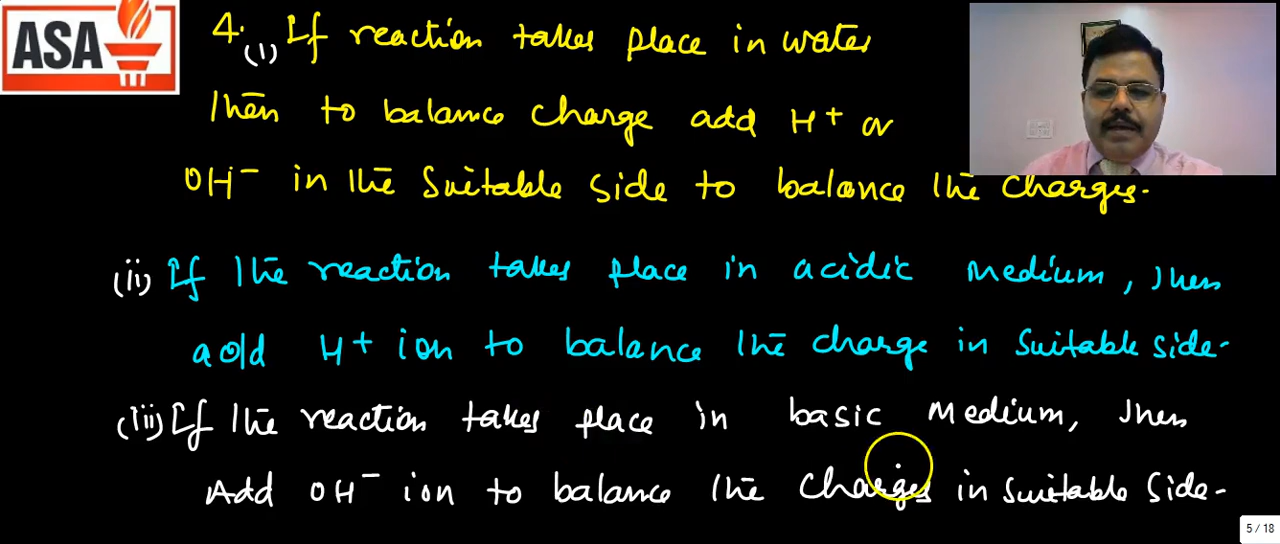 ASA
4. (1) If reaction takes place in water
then to balance charge add H+ or
OH- in the suitable side to balance the charges.
(ii) If the reaction takes place in acidic medium, then
add H+ ion to balance the charge in suitable side.
(iii) If the reaction takes place in basic medium, then
Add OH- ion to balance the charges in suitable side.
5 / 18